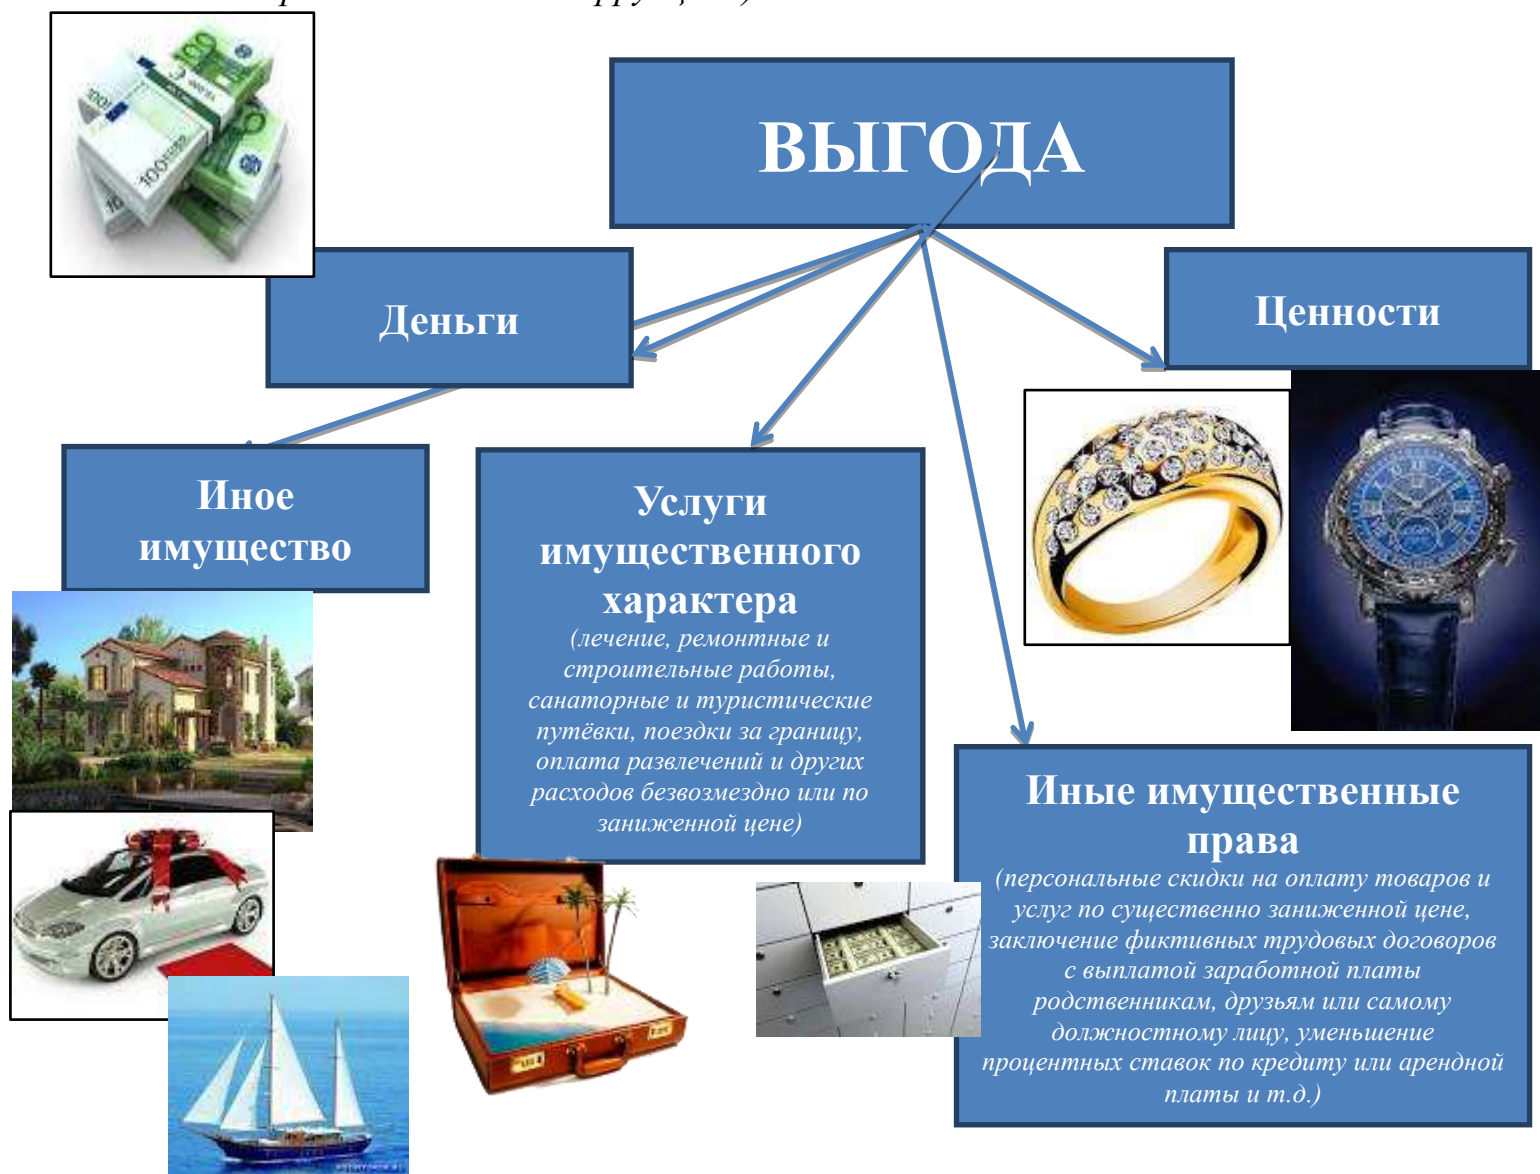 ВЫГОДА
Деньги
Ценности
Иное
имущество
Услуги
имущественного
характера
(лечение, ремонтные и
строительные работы,
санаторные и туристические
путёвки, поездки за границу,
оплата развлечений и других
расходов безвозмездно или по
заниженной цене)
Иные имущественные
права
(персональные скидки на оплату товаров и
услуг по существенно заниженной цене,
заключение фиктивных трудовых договоров
с выплатой заработной платы
родственникам, друзьям или самому
должностному лицу, уменьшение
процентных ставок по кредиту или арендной
платы и т.д.)